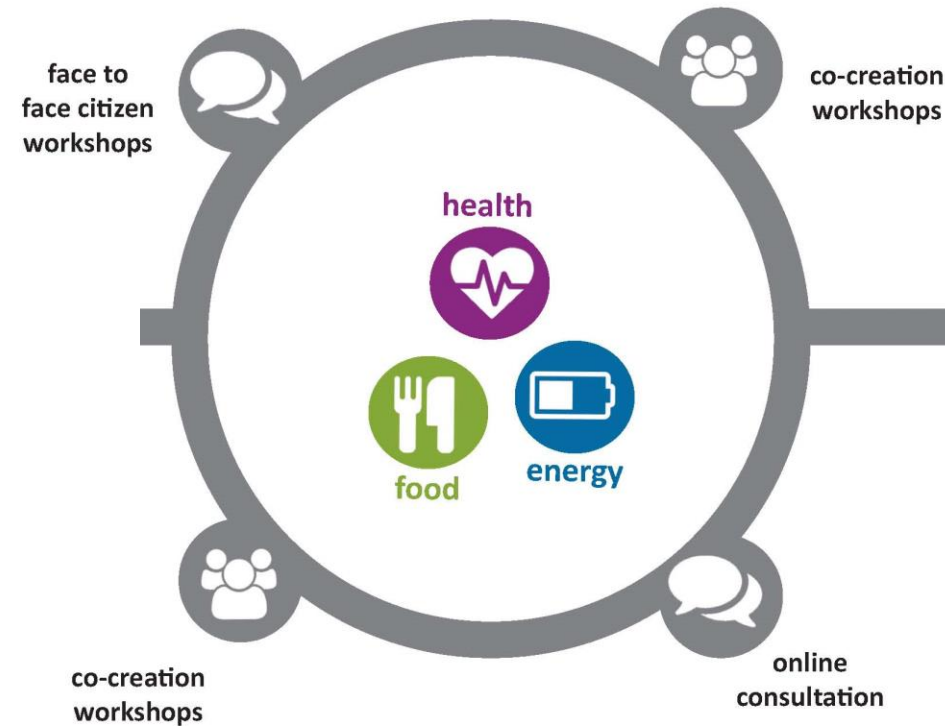 face to
face citizen
workshops
co-creation
workshops
health
food
energy
co-creation
workshops
online
consultation